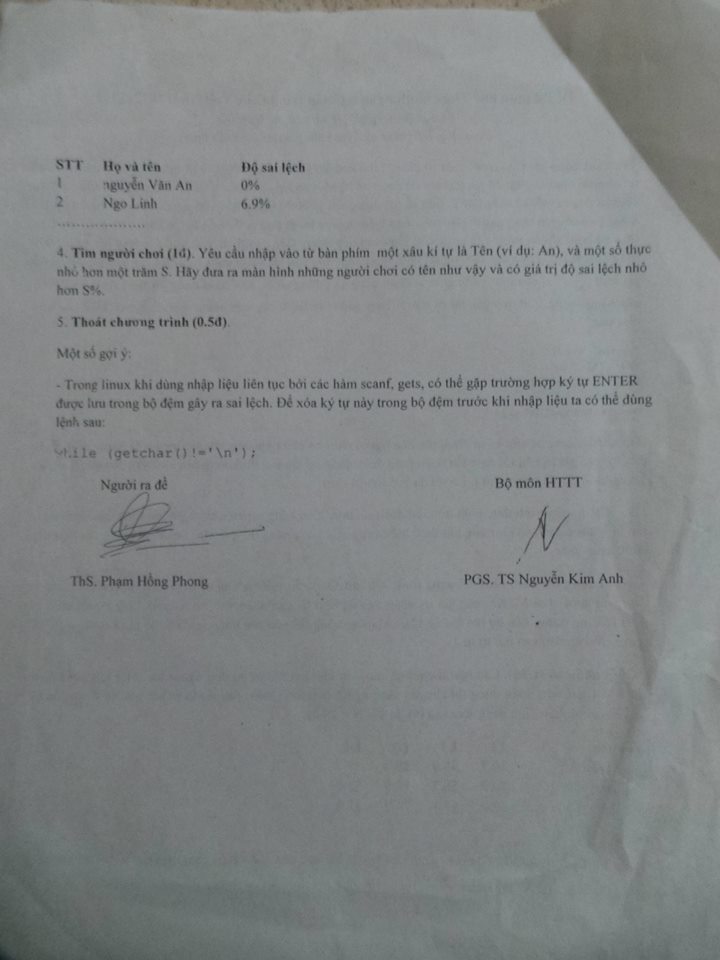 STT Họ và tên Độ sai lệch
1 nguyễn Văn An 0%
2 Ngo Linh 6.9%
.....................
4. Tìm người chơi (1đ). Yêu cầu nhập vào từ bàn phím một xâu kí tự là Tên (ví dụ: An), và một số thực
nhỏ hơn một trăm S. Hãy đưa ra màn hình những người chơi có tên như vậy và có giá trị độ sai lệch nhỏ
hơn S%.
5. Thoát chương trình (0.5đ).
Một số gợi ý:
- Trong linux khi dùng nhập liệu liên tục bởi các hàm scanf, gets, có thể gặp trường hợp ký tự ENTER
được lưu trong bộ đệm gây ra sai lệch. Để xóa ký tự này trong bộ đệm trước khi nhập liệu ta có thể dùng
lệnh sau:
while (getchar()!='\n');
Người ra đề Bộ môn HTTT
ThS. Phạm Hồng Phong PGS. TS Nguyễn Kim Anh